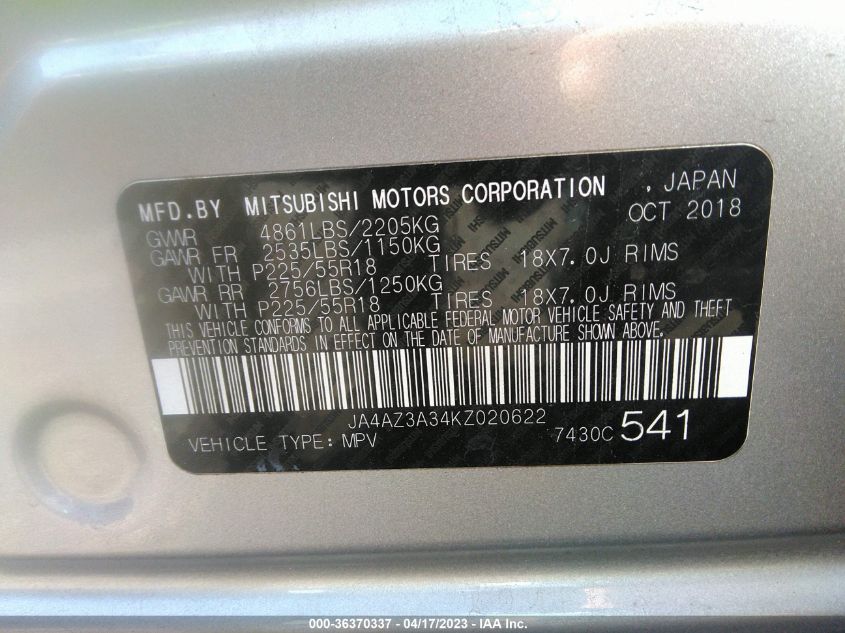 MFD.BY MITSUBISHI MOTORS CORPORATION , JAPAN
GVWR 4861LBS/2205KG OCT 2018
GAWR FR 2535LBS/1150KG
WITH P225/55R18 TIRES 18X7.0J RIMS
GAWR RR 2756LBS/1250KG
WITH P225/55R18 TIRES 18X7.0J RIMS
THIS VEHICLE CONFORMS TO ALL APPLICABLE FEDERAL MOTOR VEHICLE SAFETY AND THEFT
PREVENTION STANDARDS IN EFFECT ON THE DATE OF MANUFACTURE SHOWN ABOVE.
JA4AZ3A34KZ020622
VEHICLE TYPE: MPV 7430C 541
000-36370337 - 04/17/2023 - © IAA, Inc.